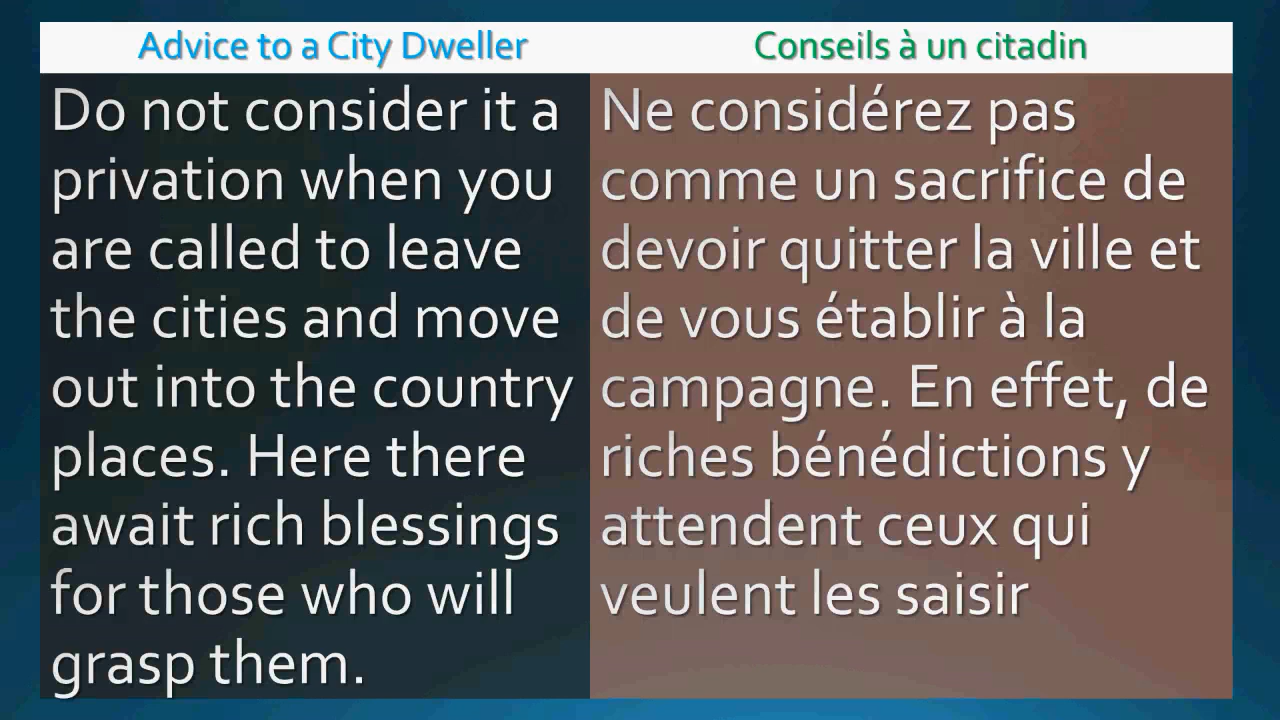 Advice to a City Dweller
Conseils à un citadin
Do not consider it a
privation when you
are called to leave
the cities and move
out into the country
places. Here there
await rich blessings
for those who will
grasp them.
Ne considérez pas
comme un sacrifice de
devoir quitter la ville et
de vous établir à la
campagne. En effet, de
riches bénédictions y
attendent ceux qui
veulent les saisir